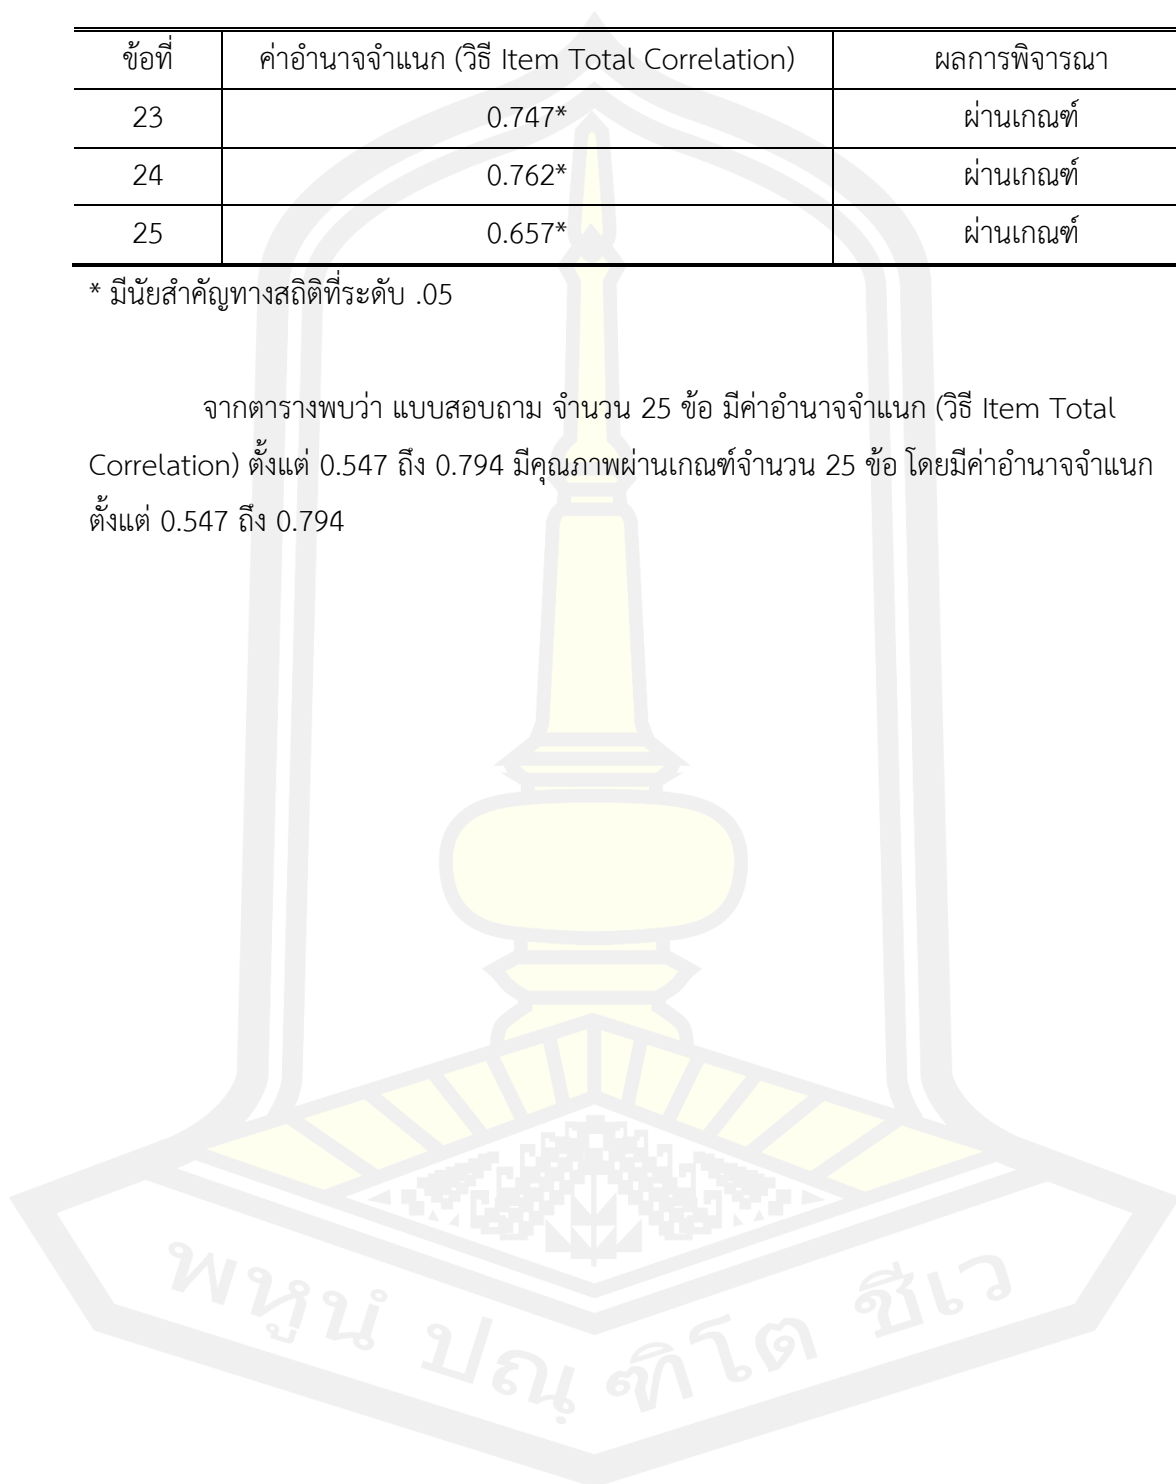 ข้อที่ ค่าอำนาจจำแนก (วิธี Item Total Correlation) ผลการพิจารณา
23 0.747* ผ่านเกณฑ์
24 0.762* ผ่านเกณฑ์
25 0.657* ผ่านเกณฑ์
* มีนัยสำคัญทางสถิติที่ระดับ .05
จากตารางพบว่า แบบสอบถาม จำนวน 25 ข้อ มีค่าอำนาจจำแนก (วิธี Item Total
Correlation) ตั้งแต่ 0.547 ถึง 0.794 มีคุณภาพผ่านเกณฑ์จำนวน 25 ข้อ โดยมีค่าอำนาจจำแนก
ตั้งแต่ 0.547 ถึง 0.794
พหูนํ ปณฺฑิโต ชีเว